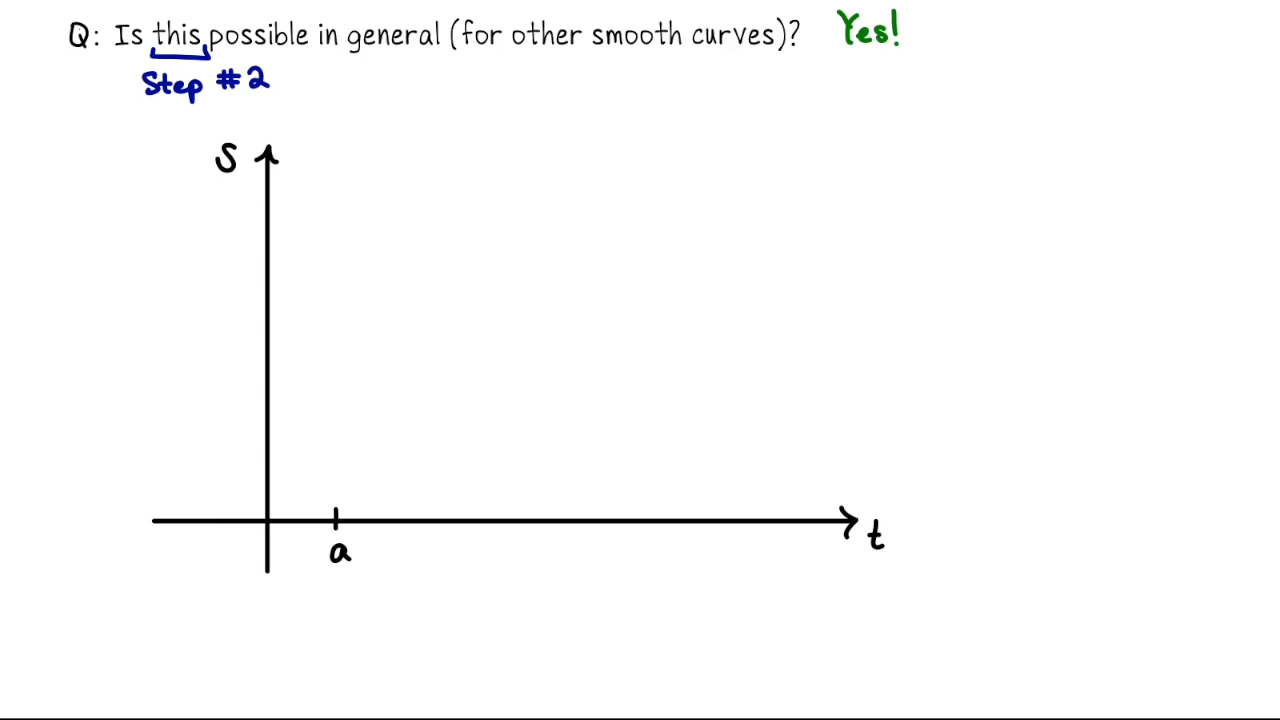 Q: Is this possible in general (for other smooth curves)? Yes!
Step #2
S
a
t